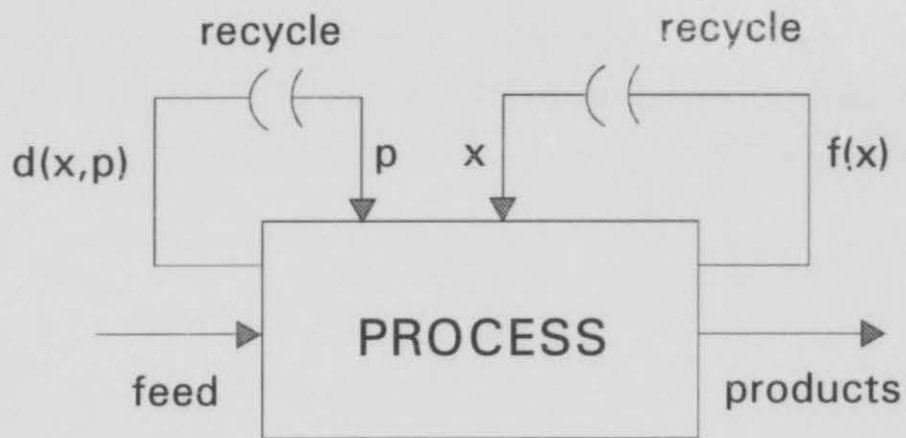 recycle
recycle
d(x,p)
p
x
f(x)
PROCESS
feed
products